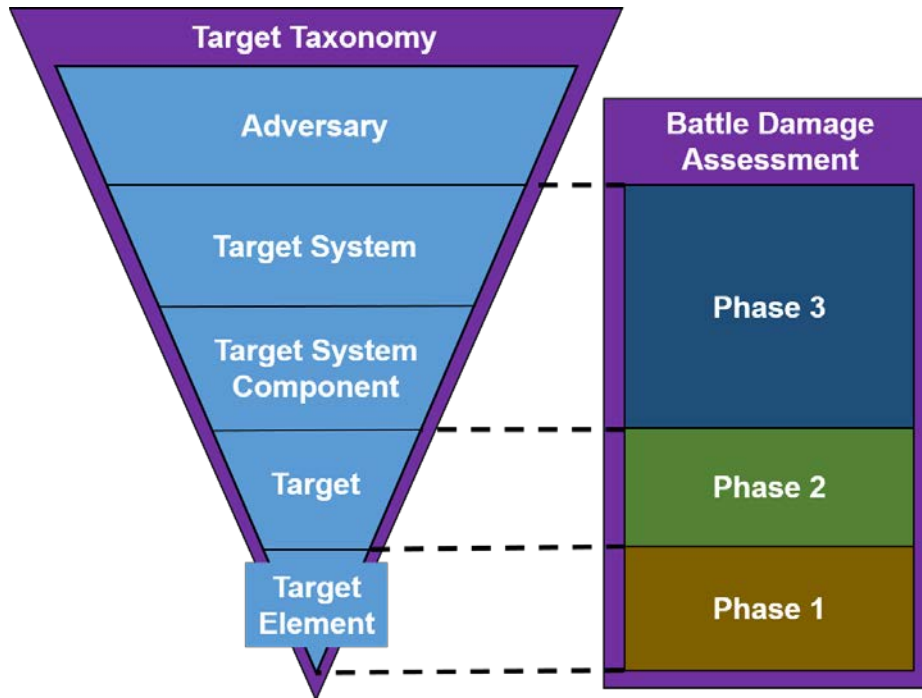 Target Taxonomy
Adversary
Target System
Target System
Component
Target
Target
Element
Battle Damage
Assessment
Phase 3
Phase 2
Phase 1